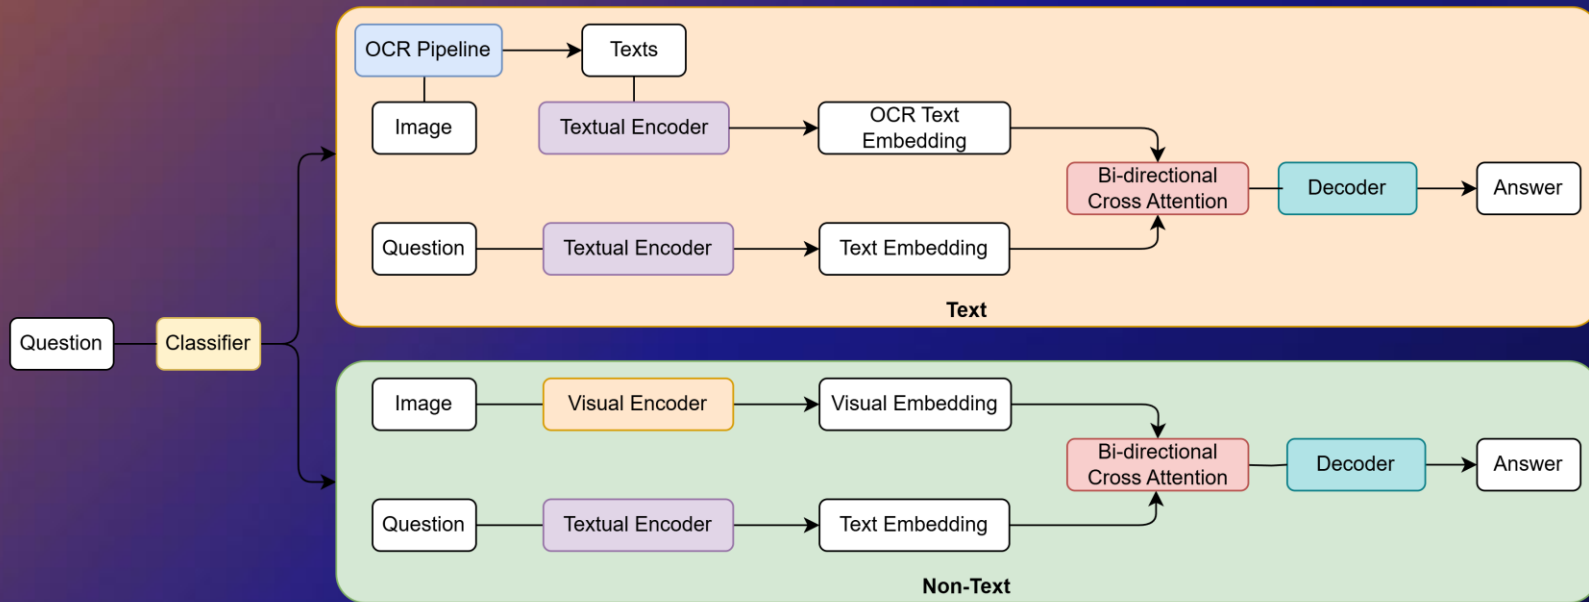 OCR Pipeline
Texts
Image
Textual Encoder
OCR Text
Embedding
Bi-directional
Cross Attention
Decoder
Answer
Question
Textual Encoder
Text Embedding
Text
Question
Classifier
Image
Visual Encoder
Visual Embedding
Bi-directional
Cross Attention
Decoder
Answer
Question
Textual Encoder
Text Embedding
Non-Text